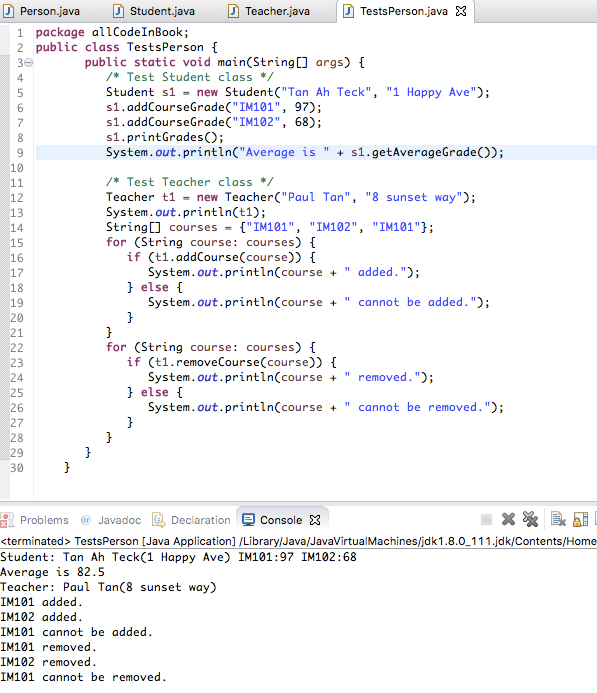 Person.java Student.java Teacher.java TestsPerson.java
1 package allCodeInBook;
2 public class TestsPerson {
3 public static void main(String[] args) {
4 /* Test Student class */
5 Student s1 = new Student("Tan Ah Teck", "1 Happy Ave");
6 s1.addCourseGrade("IM101", 97);
7 s1.addCourseGrade("IM102", 68);
8 s1.printGrades();
9 System.out.println("Average is " + s1.getAverageGrade());
10
11 /* Test Teacher class */
12 Teacher t1 = new Teacher("Paul Tan", "8 sunset way");
13 System.out.println(t1);
14 String[] courses = {"IM101", "IM102", "IM101"};
15 for (String course: courses) {
16 if (t1.addCourse(course)) {
17 System.out.println(course + " added.");
18 } else {
19 System.out.println(course + " cannot be added.");
20 }
21 }
22 for (String course: courses) {
23 if (t1.removeCourse(course)) {
24 System.out.println(course + " removed.");
25 } else {
26 System.out.println(course + " cannot be removed.");
27 }
28 }
29 }
30 }
Problems @ Javadoc Declaration Console
<terminated> TestsPerson [Java Application] /Library/Java/JavaVirtualMachines/jdk1.8.0_111.jdk/Contents/Home
Student: Tan Ah Teck(1 Happy Ave) IM101:97 IM102:68
Average is 82.5
Teacher: Paul Tan(8 sunset way)
IM101 added.
IM102 added.
IM101 cannot be added.
IM101 removed.
IM102 removed.
IM101 cannot be removed.